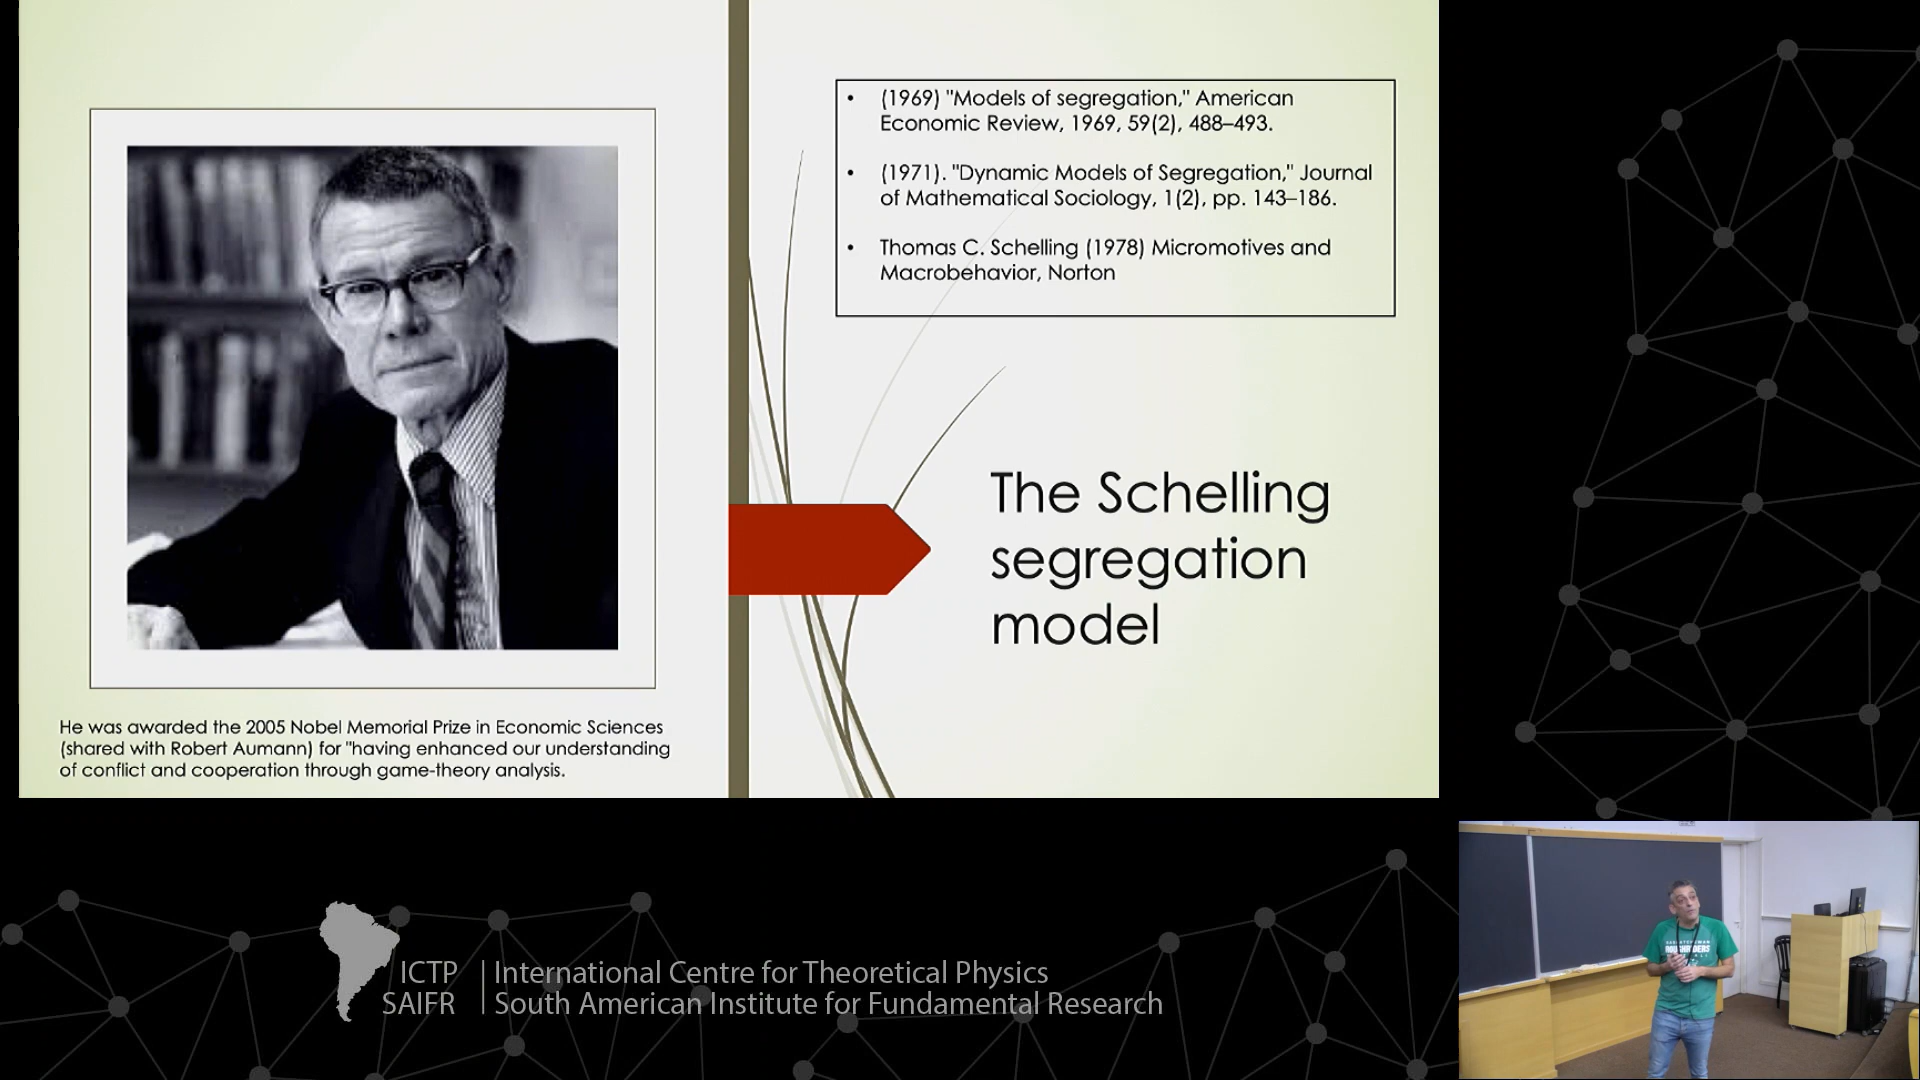 • (1969) "Models of segregation," American
Economic Review, 1969, 59(2), 488–493.
• (1971). "Dynamic Models of Segregation," Journal
of Mathematical Sociology, 1(2), pp. 143–186.
• Thomas C. Schelling (1978) Micromotives and
Macrobehavior, Norton
The Schelling
segregation
model
He was awarded the 2005 Nobel Memorial Prize in Economic Sciences
(shared with Robert Aumann) for "having enhanced our understanding
of conflict and cooperation through game-theory analysis.
ICTP
SAIFR
International Centre for Theoretical Physics
South American Institute for Fundamental Research